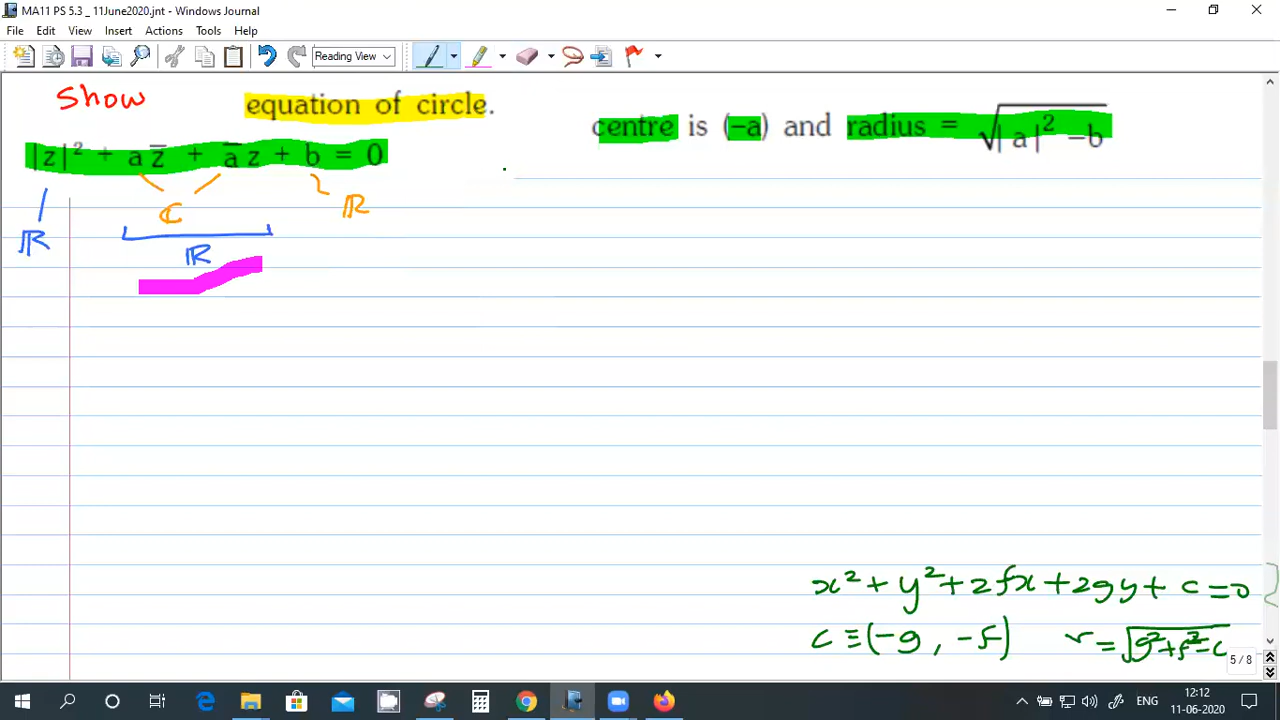 MA11 PS 5.3 _ 11June2020.jnt - Windows Journal
File Edit View Insert Actions Tools Help
Reading View
Show
equation of circle.
centre is (−a) and radius = √|a|² −b
|z|² + a z̅ + a̅ z + b = 0
ℂ
ℝ
ℝ
ℝ
x² + y² + 2fx + 2gy + c = 0
C ≡ (−g, −f) r = √g²+f²−c
5 / 8
ENG
12:12
11-06-2020